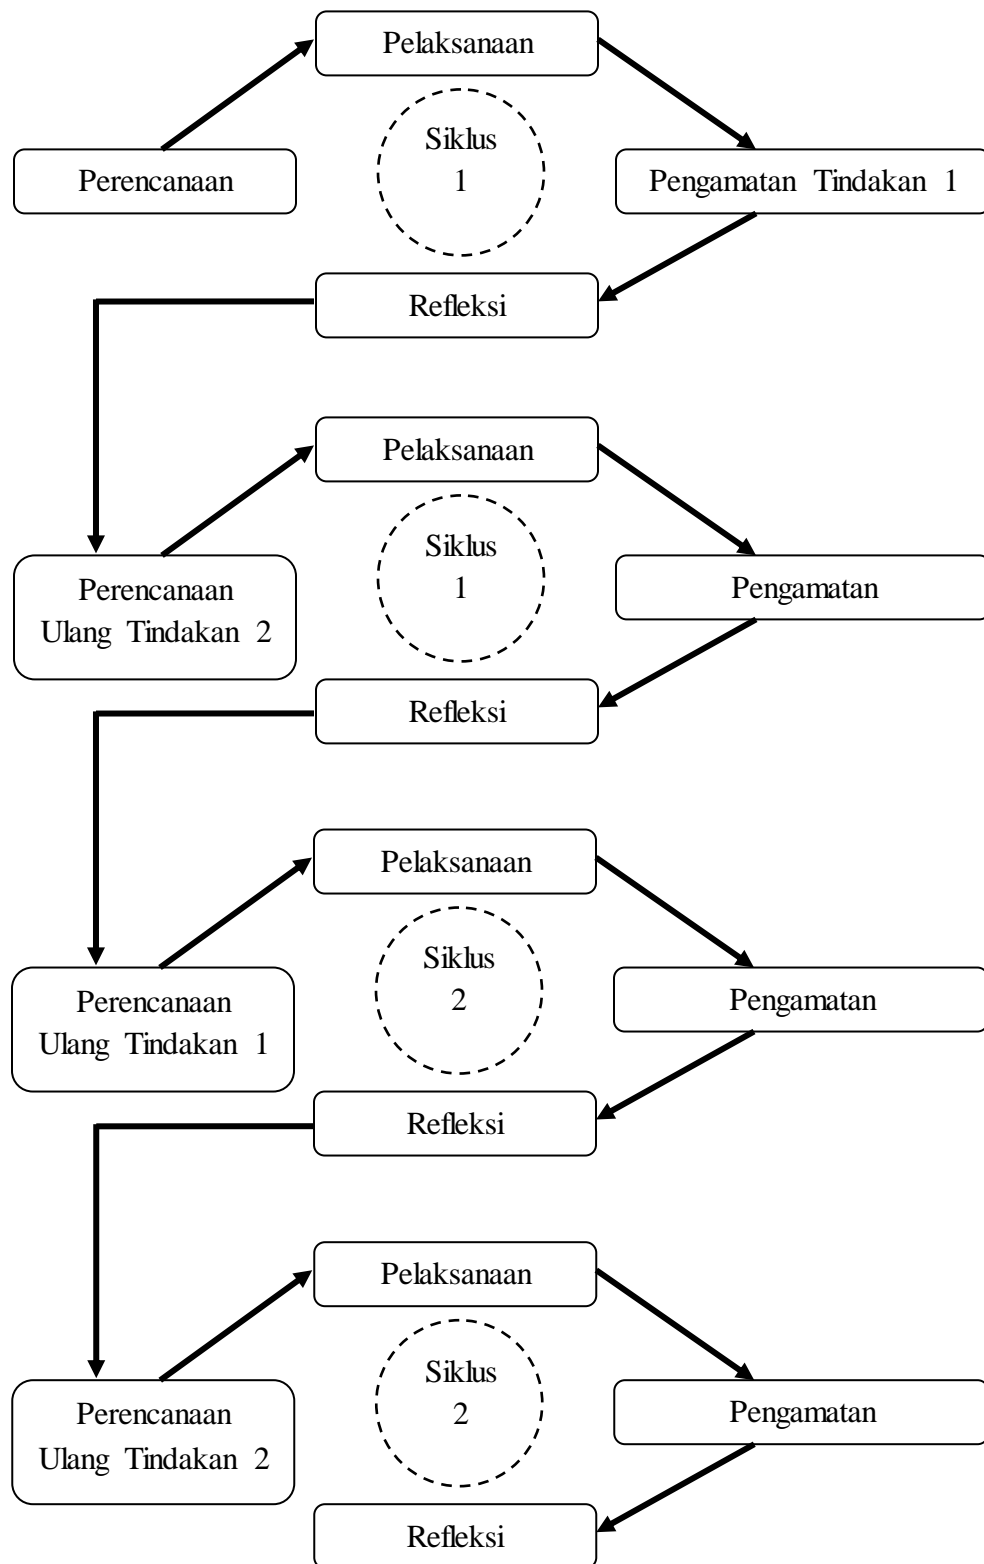 Pelaksanaan
Siklus
1
Perencanaan
Pengamatan Tindakan 1
Refleksi
Pelaksanaan
Siklus
1
Perencanaan
Ulang Tindakan 2
Pengamatan
Refleksi
Pelaksanaan
Siklus
2
Perencanaan
Ulang Tindakan 1
Pengamatan
Refleksi
Pelaksanaan
Siklus
2
Perencanaan
Ulang Tindakan 2
Pengamatan
Refleksi